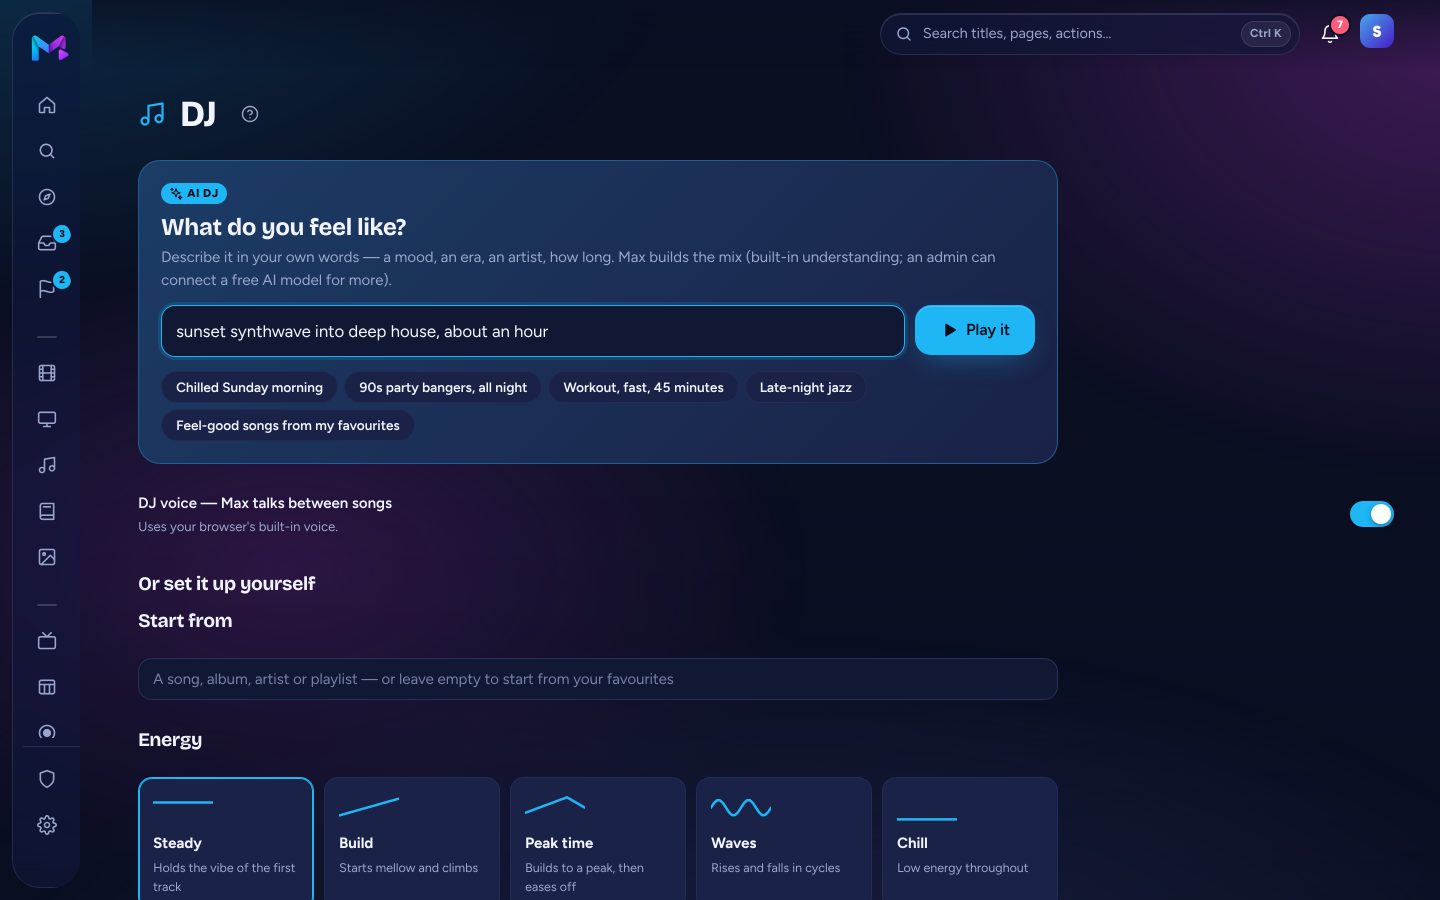 Search titles, pages, actions...
Ctrl K
7
S
DJ
AI DJ
What do you feel like?
Describe it in your own words — a mood, an era, an artist, how long. Max builds the mix (built-in understanding; an admin can
connect a free AI model for more).
sunset synthwave into deep house, about an hour
Play it
Chilled Sunday morning
90s party bangers, all night
Workout, fast, 45 minutes
Late-night jazz
Feel-good songs from my favourites
3
2
DJ voice — Max talks between songs
Uses your browser's built-in voice.
Or set it up yourself
Start from
A song, album, artist or playlist — or leave empty to start from your favourites
Energy
Steady
Holds the vibe of the first
track
Build
Starts mellow and climbs
Peak time
Builds to a peak, then
eases off
Waves
Rises and falls in cycles
Chill
Low energy throughout